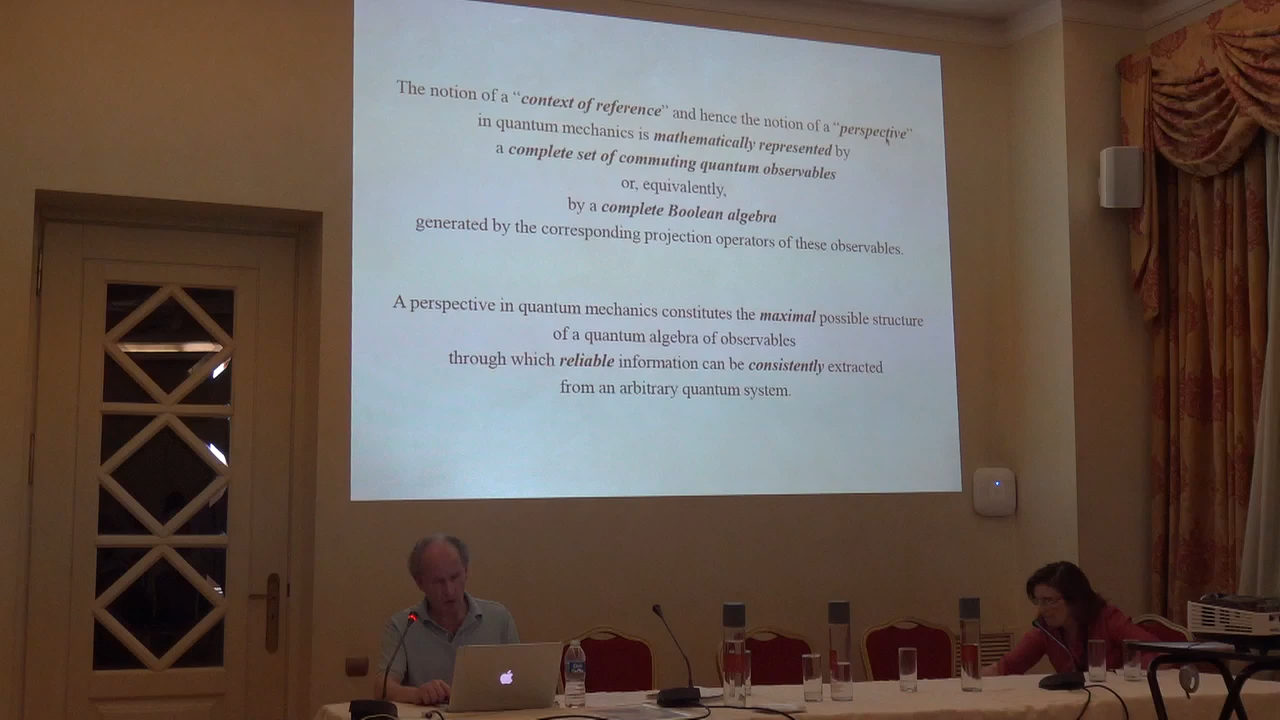 The notion of a “context of reference“ and hence the notion of a “perspective“
in quantum mechanics is mathematically represented by
a complete set of commuting quantum observables
or, equivalently,
by a complete Boolean algebra
generated by the corresponding projection operators of these observables.
A perspective in quantum mechanics constitutes the maximal possible structure
of a quantum algebra of observables
through which reliable information can be consistently extracted
from an arbitrary quantum system.